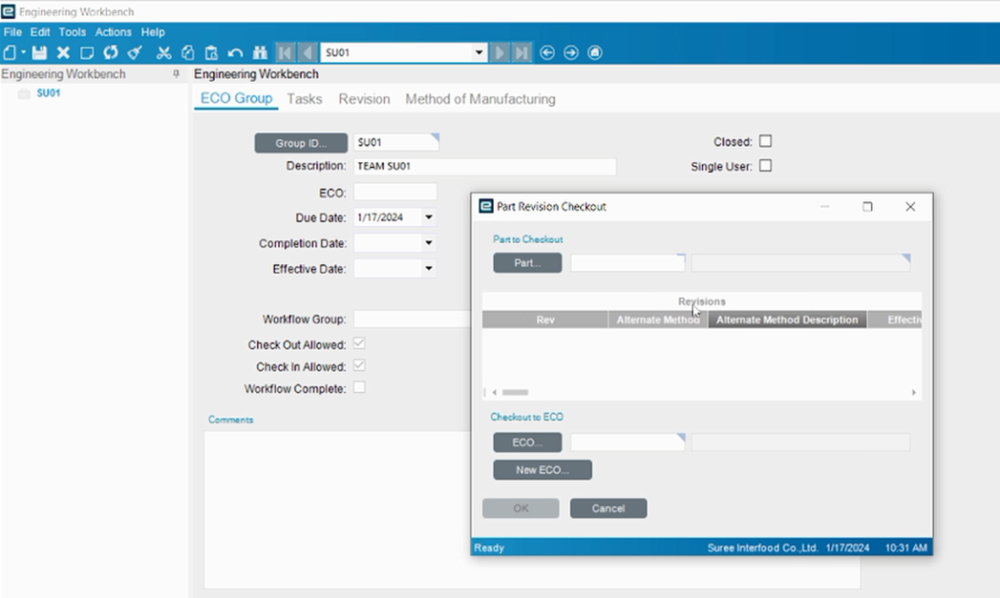 Engineering Workbench
File Edit Tools Actions Help
SU01
Engineering Workbench
SU01
Engineering Workbench
ECO Group Tasks Revision Method of Manufacturing
Group ID... SU01 Closed:
Description: TEAM SU01 Single User:
ECO:
Due Date: 1/17/2024
Completion Date:
Effective Date:
Workflow Group:
Check Out Allowed:
Check In Allowed:
Workflow Complete:
Comments
Part Revision Checkout
Part to Checkout
Part...
Revisions
Rev Alternate Method Alternate Method Description Effectiv
Checkout to ECO
ECO...
New ECO...
OK Cancel
Ready Suree Interfood Co.,Ltd. 1/17/2024 10:31 AM